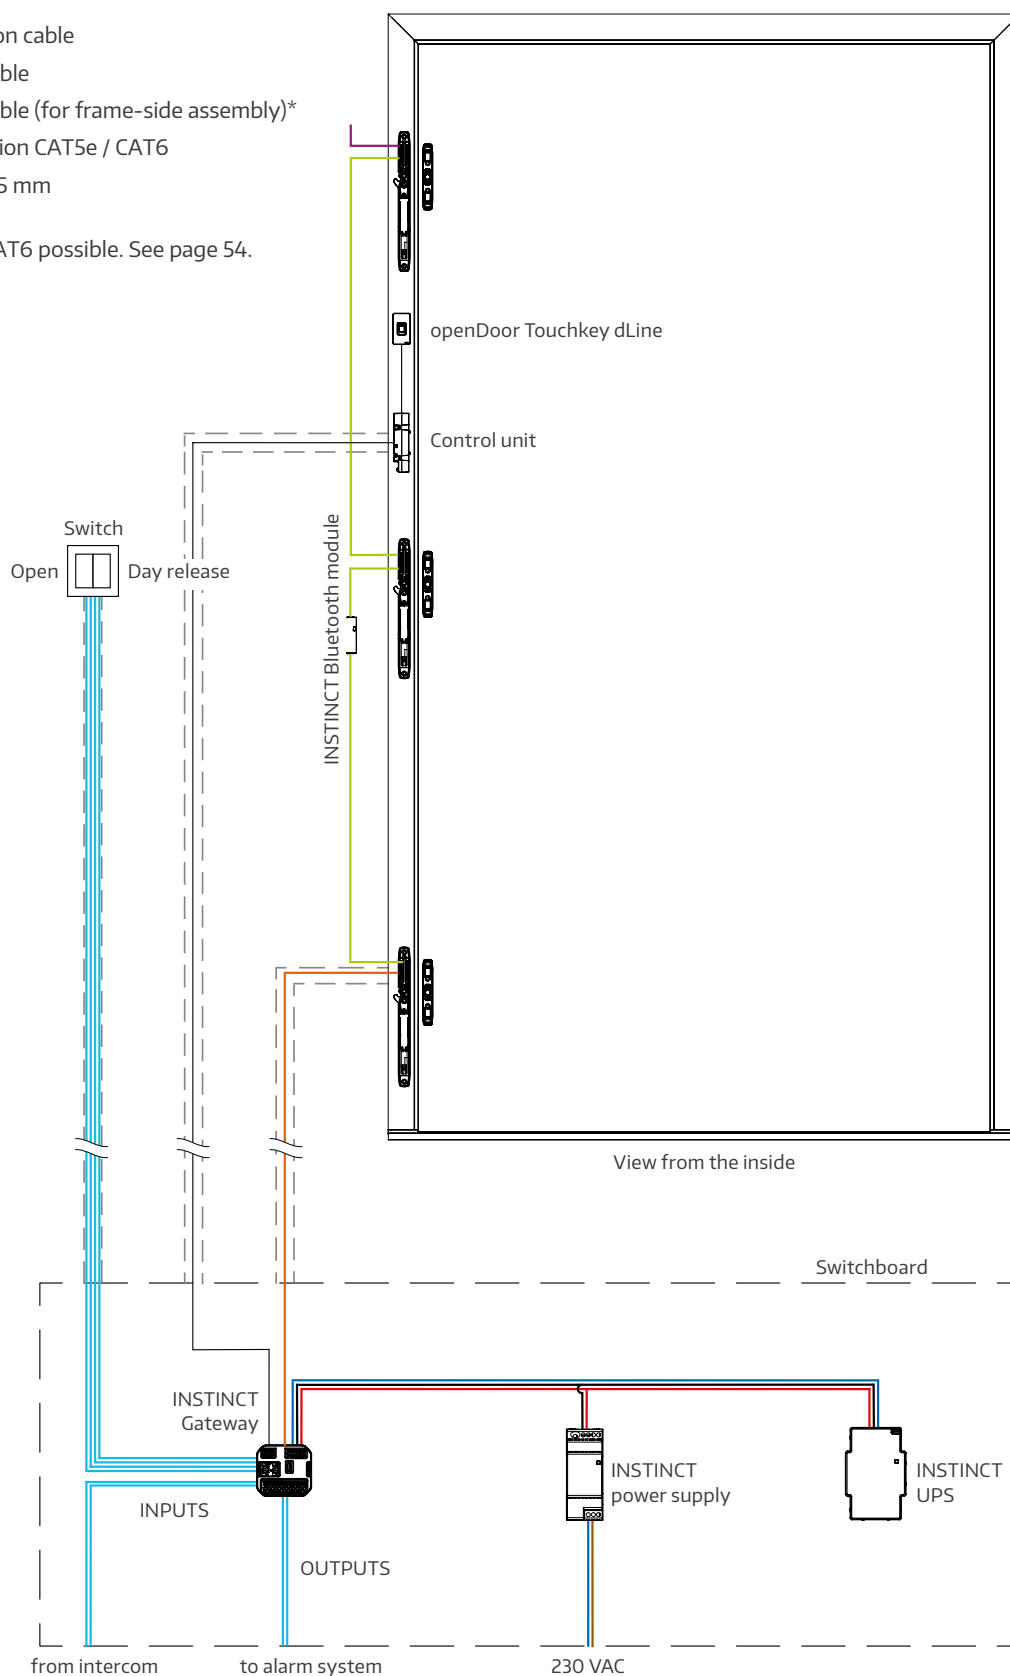 on cable
ble
ble (for frame-side assembly)*
ion CAT5e / CAT6
5 mm
AT6 possible. See page 54.
openDoor Touchkey dLine
Control unit
Switch
Open
Day release
INSTINCT Bluetooth module
View from the inside
Switchboard
INSTINCT
Gateway
INSTINCT
power supply
INSTINCT
UPS
INPUTS
OUTPUTS
from intercom
to alarm system
230 VAC